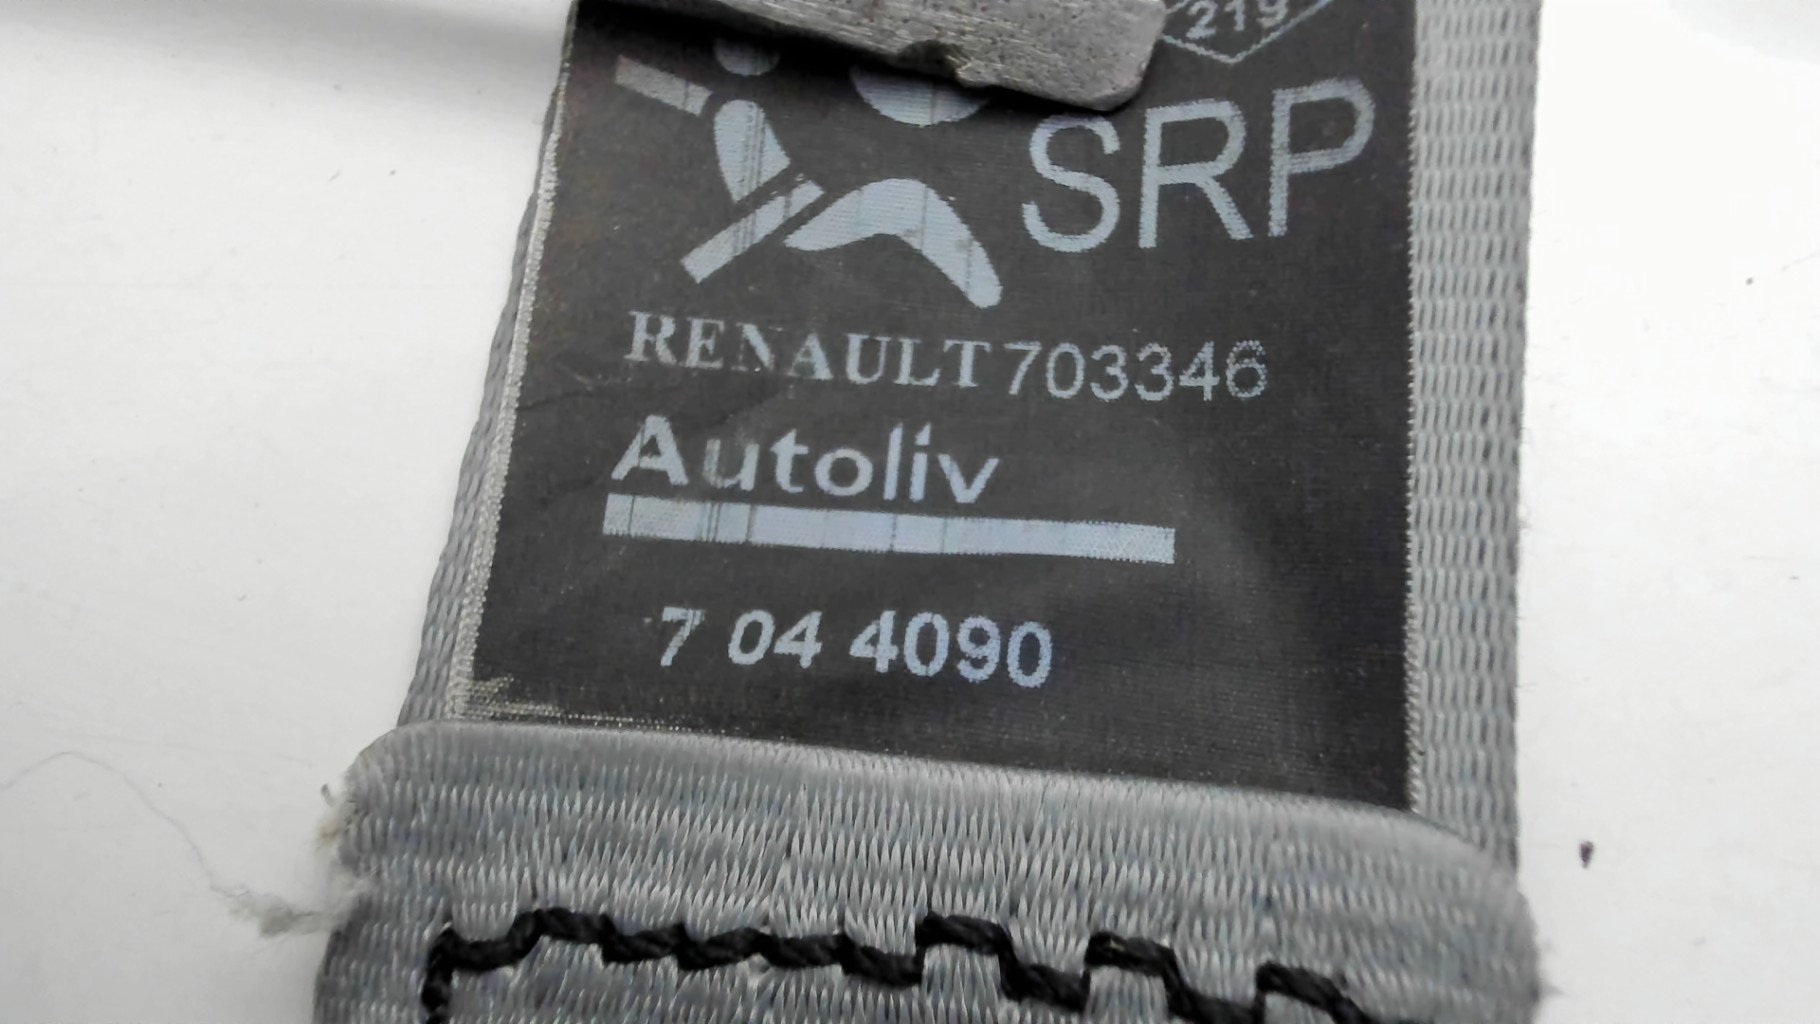 219
SRP
RENAULT 703346
Autoliv
7 04 4090